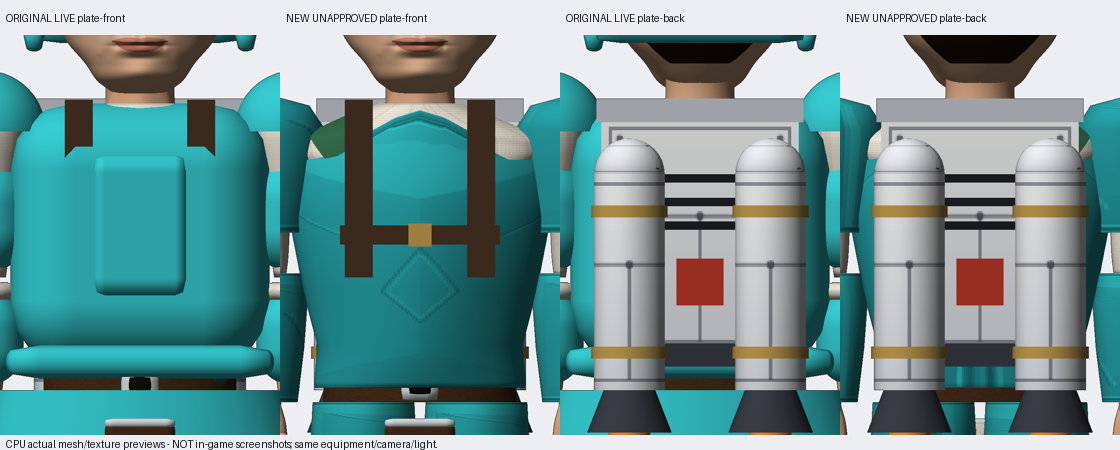 ORIGINAL LIVE plate-front
NEW UNAPPROVED plate-front
ORIGINAL LIVE plate-back
NEW UNAPPROVED plate-back
CPU actual mesh/texture previews - NOT in-game screenshots; same equipment/camera/light.